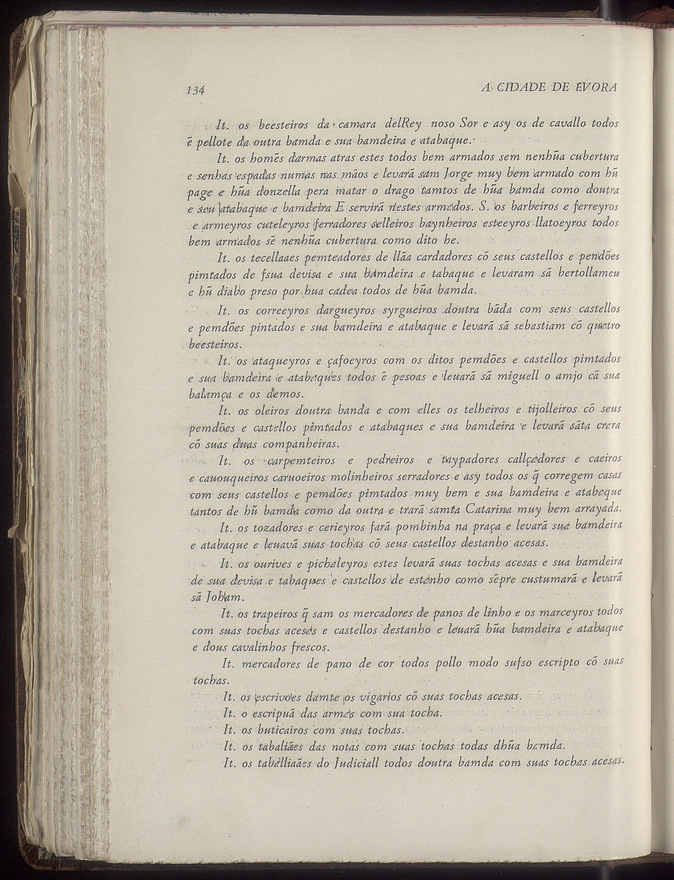 134 A CIDADE DE ÉVORA
It. os beesteiros da camara delRey noso Sor e asy os de cavallo todos
ẽ pellote da outra bamda e sua bamdeira e atabaque.
It. os homẽs darmas atras estes todos bem armados sem nenhũa cubertura
e senhas espadas numas nas mãos e levarã sam Jorge muy bem armado com hũ
page e hũa donzella pera matar o drago tamtos de hũa bamda como doutra
e seu atabaque e bamdeira E servirã nestes armados. S. os barbeiros e ferreyros
e armeyros cuteleyros ferradores selleiros baynheiros esteeyros llatoeyros todos
bem armados sẽ nenhũa cubertura como dito he.
It. os tecellaaes pemteadores de llãa cardadores cõ seus castellos e pendões
pimtados de fsua devisa e sua bamdeira e tabaque e levaram sã bertollameu
e hũ diabo preso por hua cadea todos de hũa bamda.
It. os correeyros dargueyros syrgueiros doutra bãda com seus castellos
e pemdões pintados e sua bamdeira e atabaque e levarã sã sebastiam cõ quatro
beesteiros.
It. os ataqueyros e çafoeyros com os ditos pemdões e castellos pimtados
e sua bamdeira e atabaques todos ẽ pesoas e leuarã sã miguell o amjo cã sua
balamça e os demos.
It. os oleiros doutra banda e com elles os telheiros e tijolleiros cõ seus
pemdões e castellos pimtados e atabaques e sua bamdeira e levarã sãta crara
cõ suas duas companheiras.
It. os carpemteiros e pedreiros e taypadores callçadores e caeiros
e cauouqueiros caruoeiros molinheiros serradores e asy todos os q̃ corregem casas
com seus castellos e pemdões pimtados muy bem e sua bamdeira e atabaque
tantos de hũ bamda como da outra e trarã samta Catarina muy bem arrayada.
It. os tozadores e cerieyros farã pombinha na praça e levarã sua bamdeira
e atabaque e leuavã suas tochas cõ seus castellos destanho acesas.
It. os ourives e picheleyros estes levarã suas tochas acesas e sua bamdeira
de sua devisa e tabaques e castellos de estanho como sẽpre custumarã e levarã
sã Joham.
It. os trapeiros q̃ sam os mercadores de panos de linho e os marceyros todos
com suas tochas acesas e castellos destanho e leuarã hũa bamdeira e atabaque
e dous cavalinhos frescos.
It. mercadores de pano de cor todos pollo modo sufso escripto cõ suas
tochas.
It. os escrivões damte os vigarios cõ suas tochas acesas.
It. o escripuã das armas com sua tocha.
It. os buticairos com suas tochas.
It. os tabaliães das notas com suas tochas todas dhũa bamda.
It. os tabelliaães do Judiciall todos doutra bamda com suas tochas acesas.